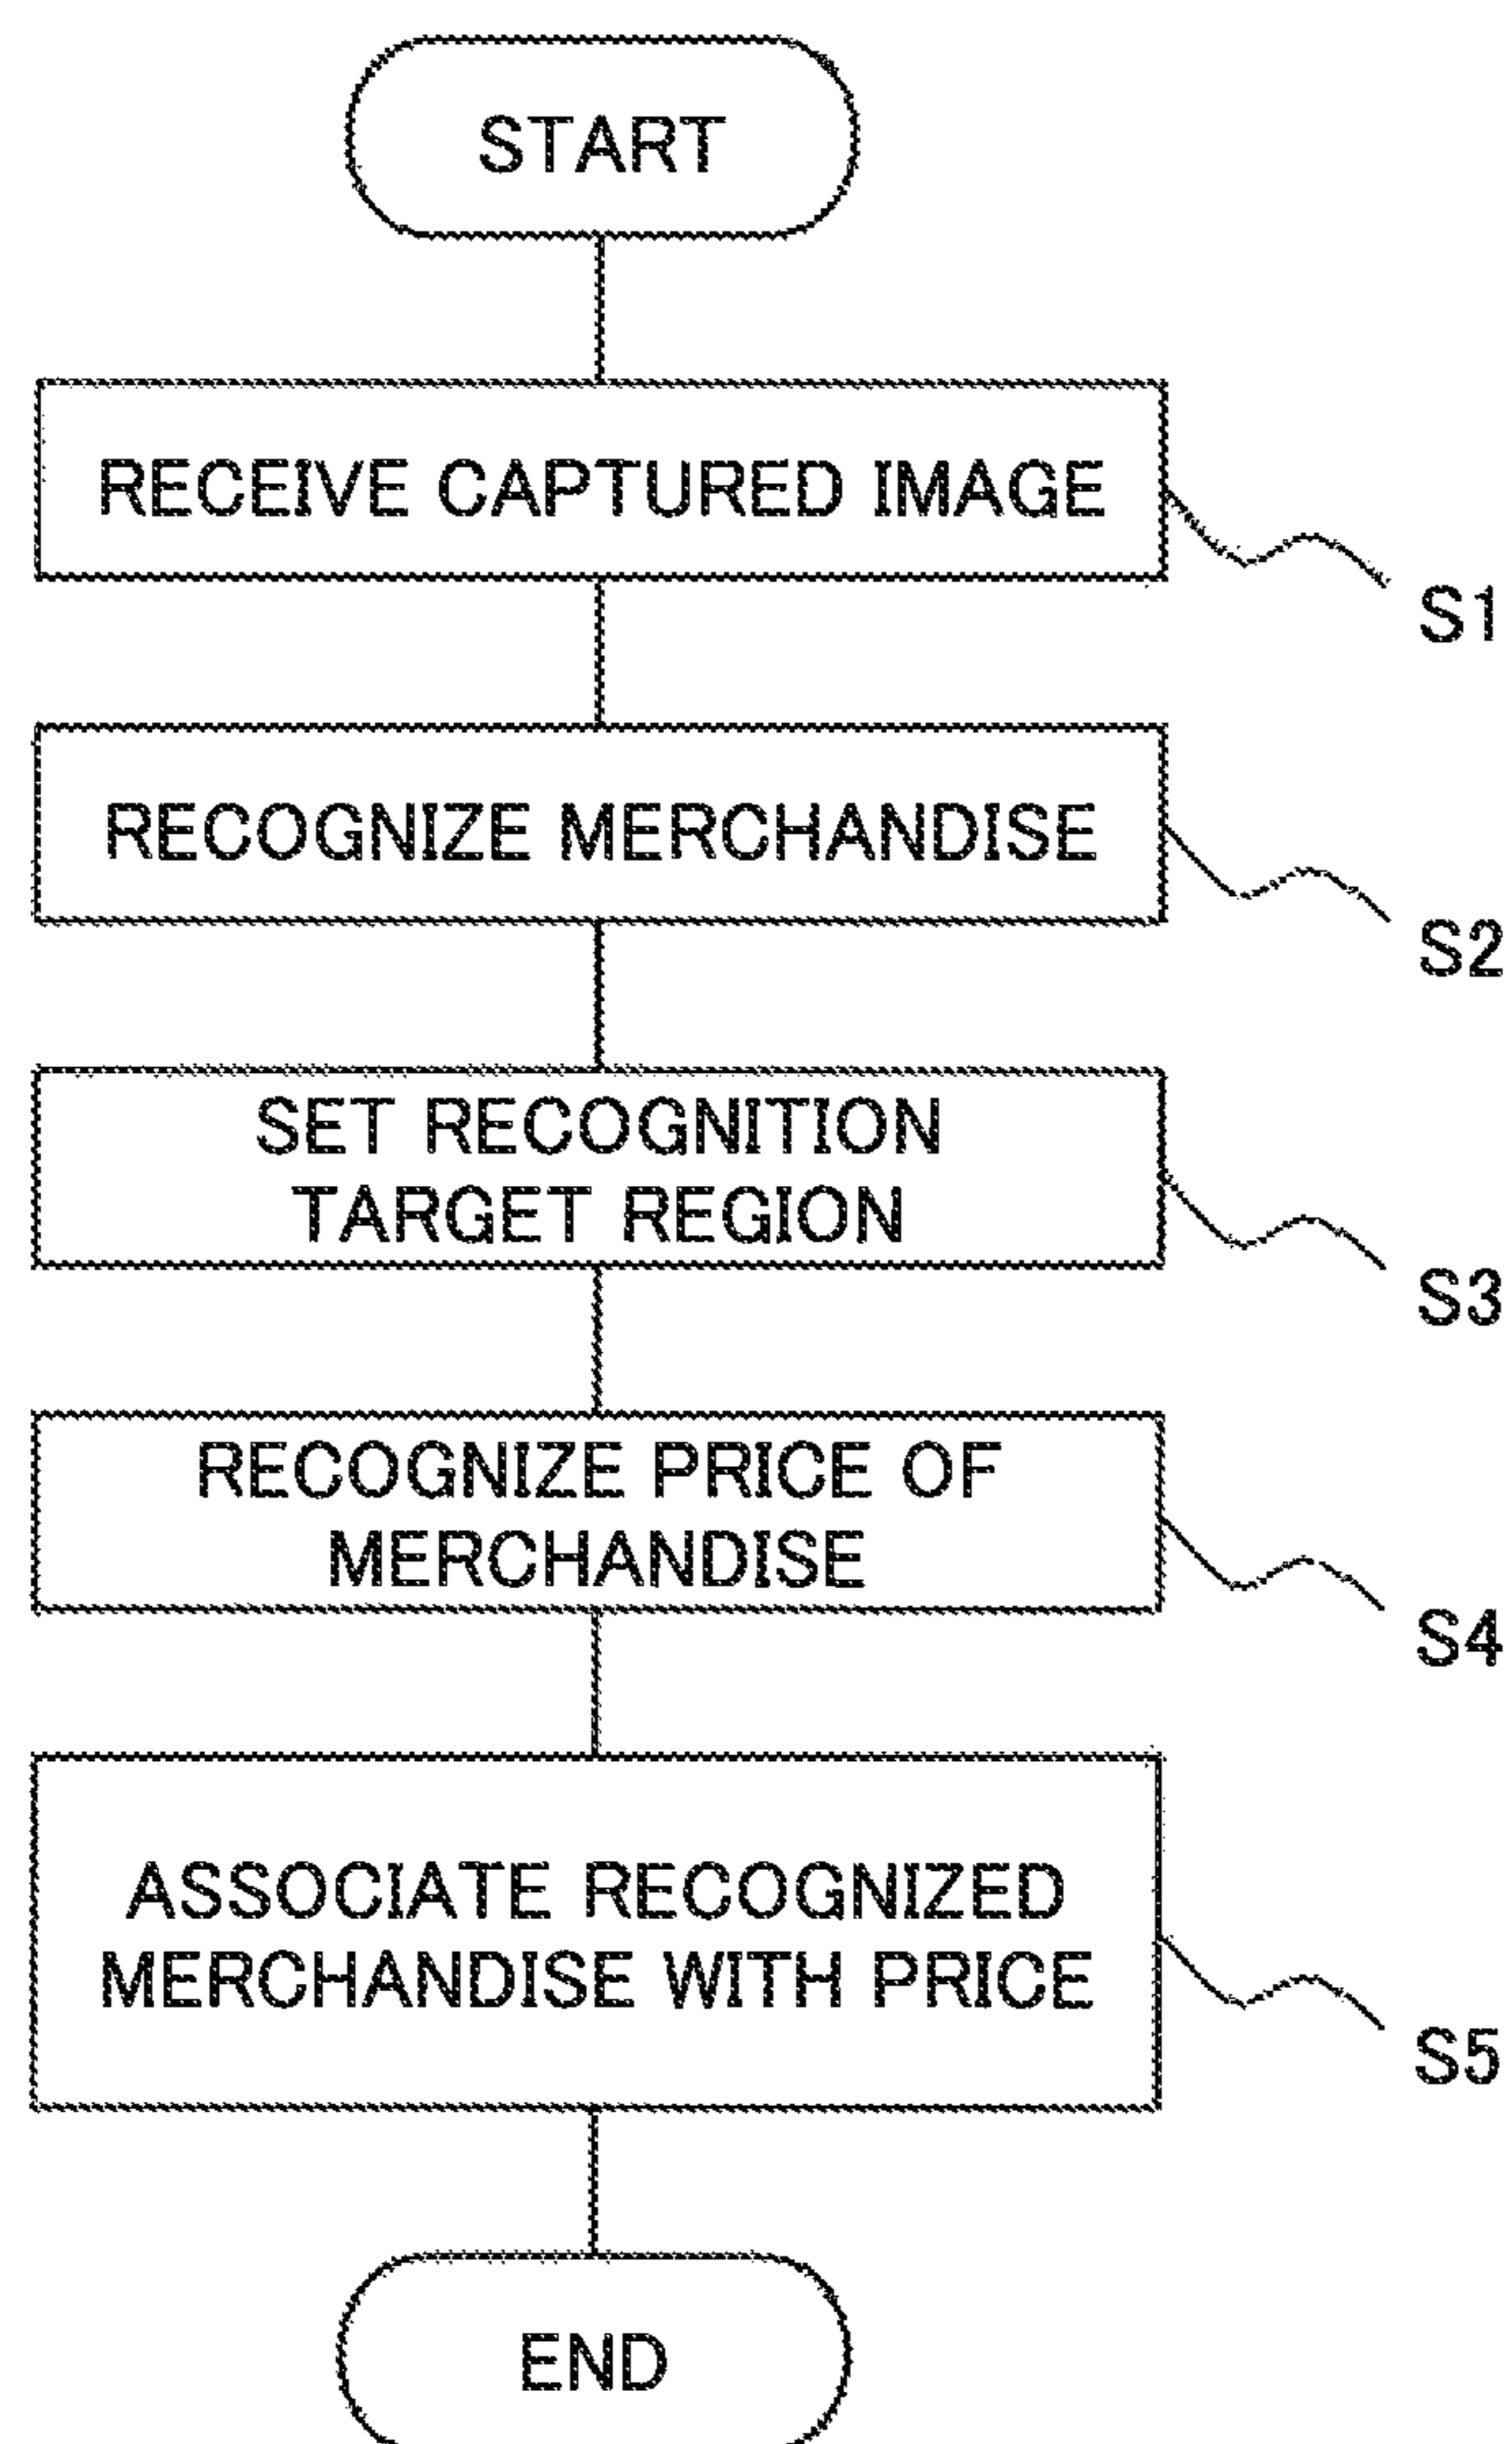 START
RECEIVE CAPTURED IMAGE
S1
RECOGNIZE MERCHANDISE
S2
SET RECOGNITION
TARGET REGION
S3
RECOGNIZE PRICE OF
MERCHANDISE
S4
ASSOCIATE RECOGNIZED
MERCHANDISE WITH PRICE
S5
END